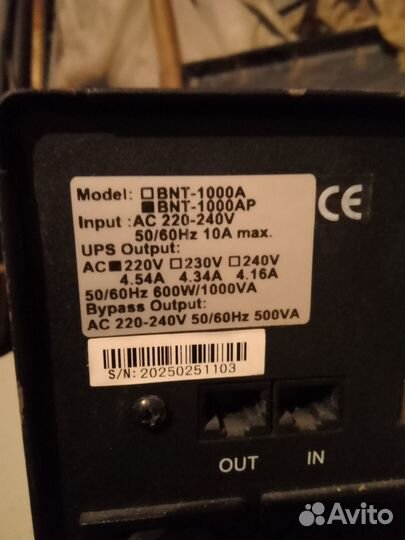 Model: □BNT-1000A
■BNT-1000AP
Input : AC 220-240V
50/60Hz 10A max.
UPS Output:
AC■220V □230V □240V
4.54A 4.34A 4.16A
50/60Hz 600W/1000VA
Bypass Output:
AC 220-240V 50/60Hz 500VA
CE
S/N: 20250251103
OUT IN
Avito